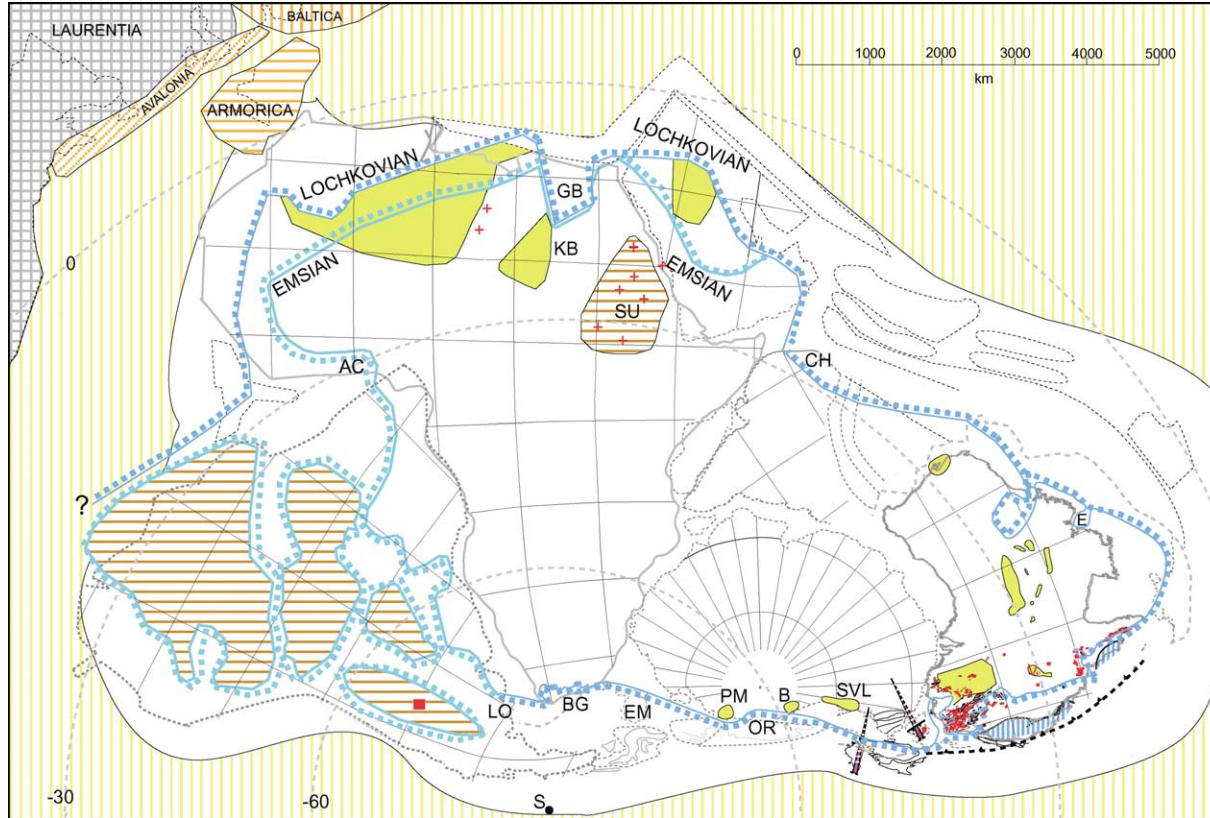 BALTICA
LAURENTIA
AVALONIA
ARMORICA
0 1000 2000 3000 4000 5000
km
LOCHKOVIAN
LOCHKOVIAN
GB
KB
EMSIAN
EMSIAN
0
SU
AC
CH
?
E
LO
BG
EM
PM
B
SVL
OR
-30
-60
S